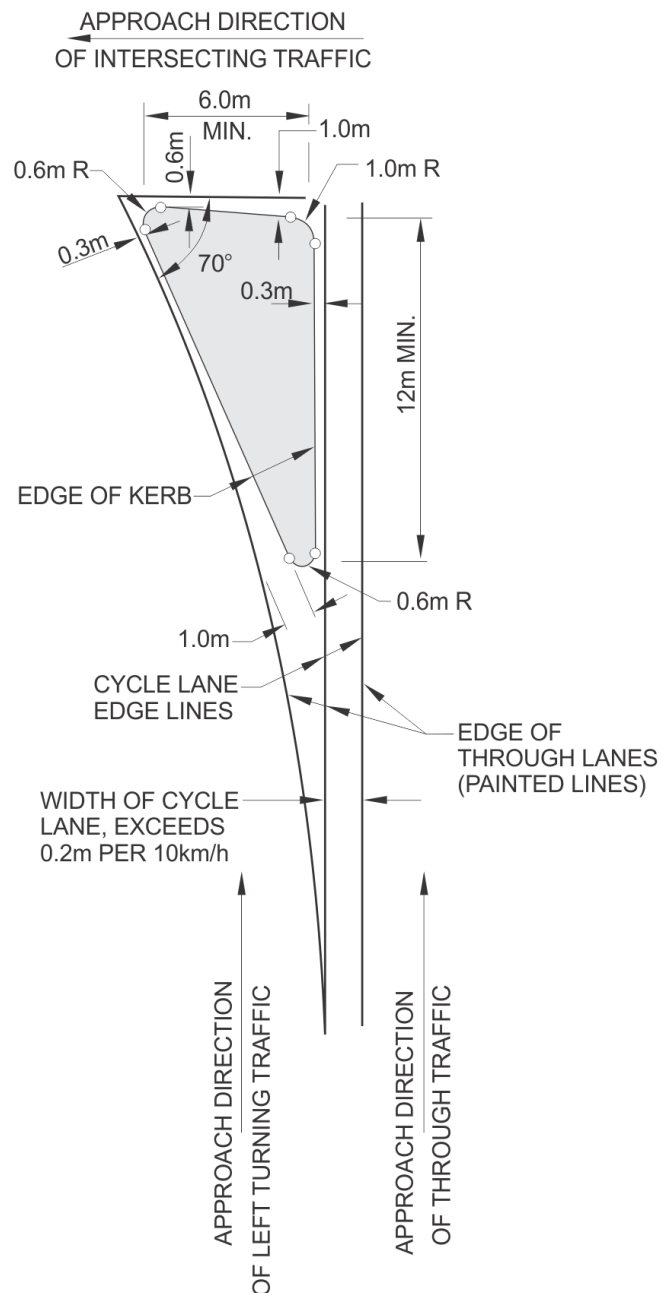 APPROACH DIRECTION
OF INTERSECTING TRAFFIC
6.0m
MIN.
0.6m
1.0m
0.6m R
1.0m R
0.3m
70°
0.3m
12m MIN.
EDGE OF KERB
0.6m R
1.0m
CYCLE LANE
EDGE LINES
EDGE OF
THROUGH LANES
(PAINTED LINES)
WIDTH OF CYCLE
LANE, EXCEEDS
0.2m PER 10km/h
APPROACH DIRECTION
OF LEFT TURNING TRAFFIC
APPROACH DIRECTION
OF THROUGH TRAFFIC